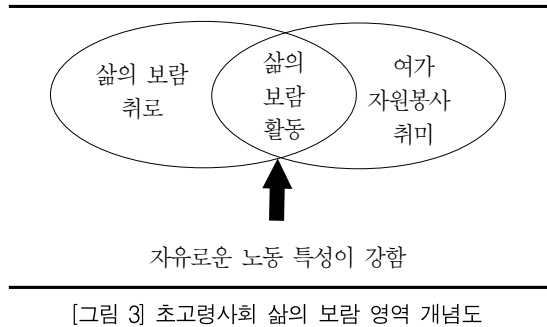 삶의 보람
취로
삶의
보람
활동
여가
자원봉사
취미
자유로운 노동 특성이 강함
[그림 3] 초고령사회 삶의 보람 영역 개념도